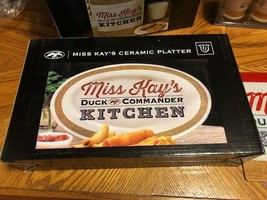 MISS KAY'S CERAMIC PLATTER
Miss Kay's
DUCK COMMANDER
KITCHEN